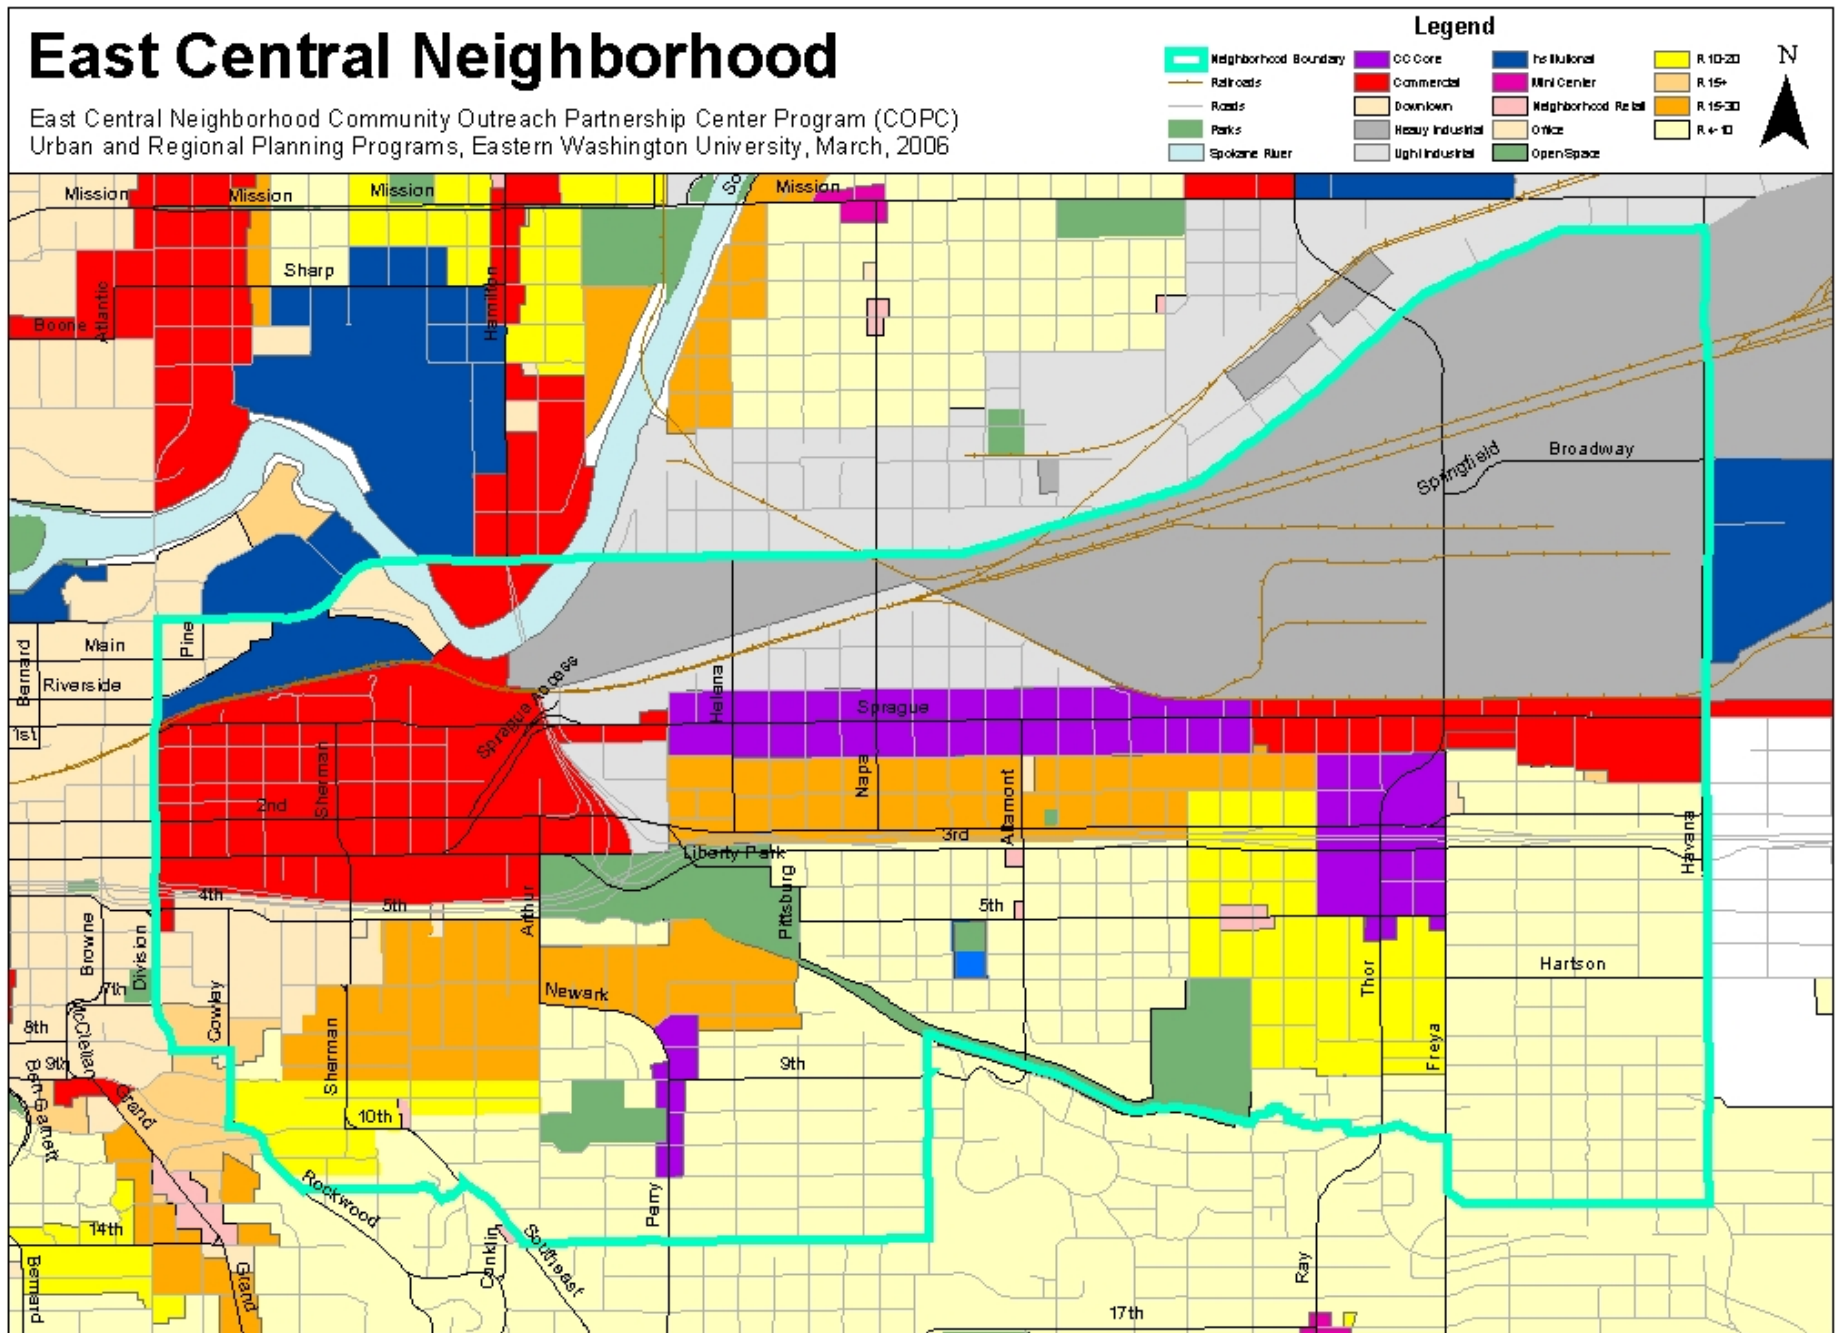 East Central Neighborhood
East Central Neighborhood Community Outreach Partnership Center Program (COPC)
Urban and Regional Planning Programs, Eastern Washington University, March, 2006
Legend
Neighborhood Boundary
Railroads
Roads
Parks
Spokane River
CC Core
Commercial
Downtown
Heavy Industrial
Light Industrial
Institutional
Mini Center
Neighborhood Retail
Office
Open Space
R 10-20
R 15+
R 15-30
R 4-10
N
Mission
Mission
Mission
Mission
Sharp
Boone
Atlantic
Hamilton
Springfield
Broadway
Main
Pine
Bernard
Riverside
1st
Sprague Access
Helena
Sprague
Sherman
2nd
Napa
Altamont
3rd
Havana
Liberty Park
4th
5th
Arthur
Pittsburg
5th
Browne
Division
7th
Cowley
Newark
Hartson
Thor
Freya
8th
McClellan
9th
Sherman
9th
Ben Garnett
Grand
10th
Rockwood
Perry
14th
Southeast
Conklin
Bernard
Grand
Ray
17th